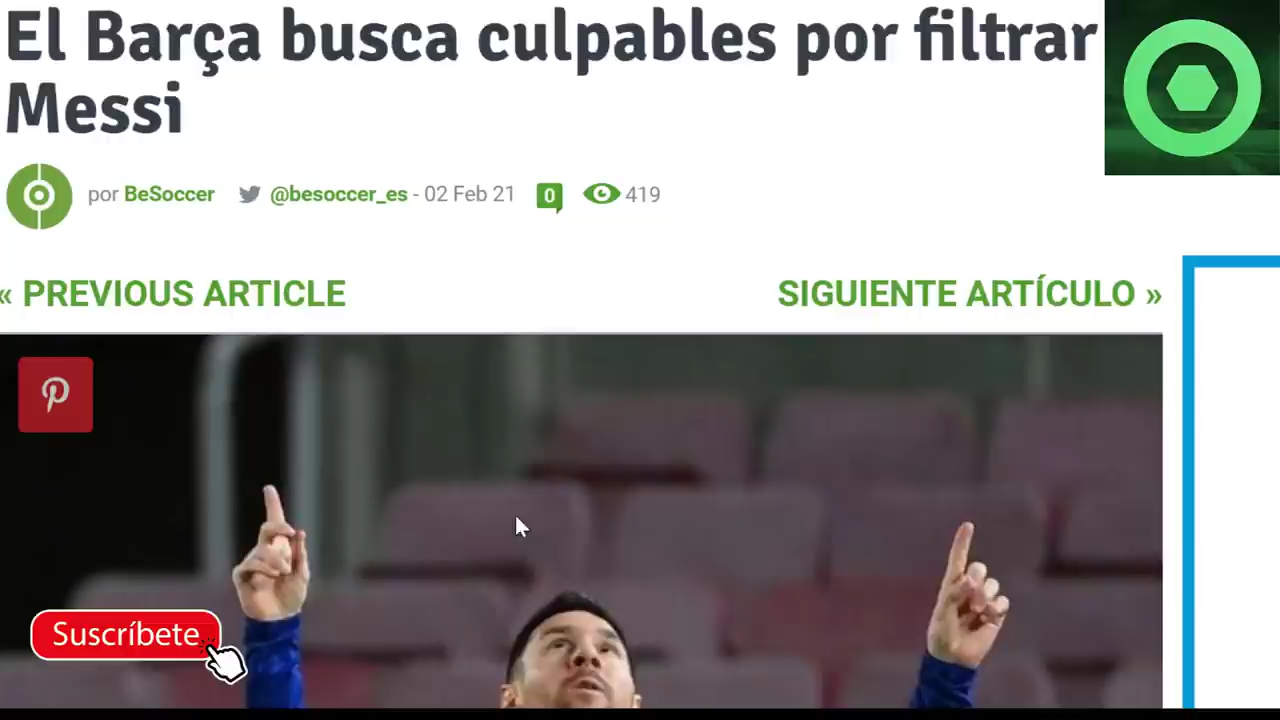 El Barça busca culpables por filtrar
Messi
por BeSoccer @besoccer_es - 02 Feb 21 0 419
« PREVIOUS ARTICLE SIGUIENTE ARTÍCULO »
Suscríbete